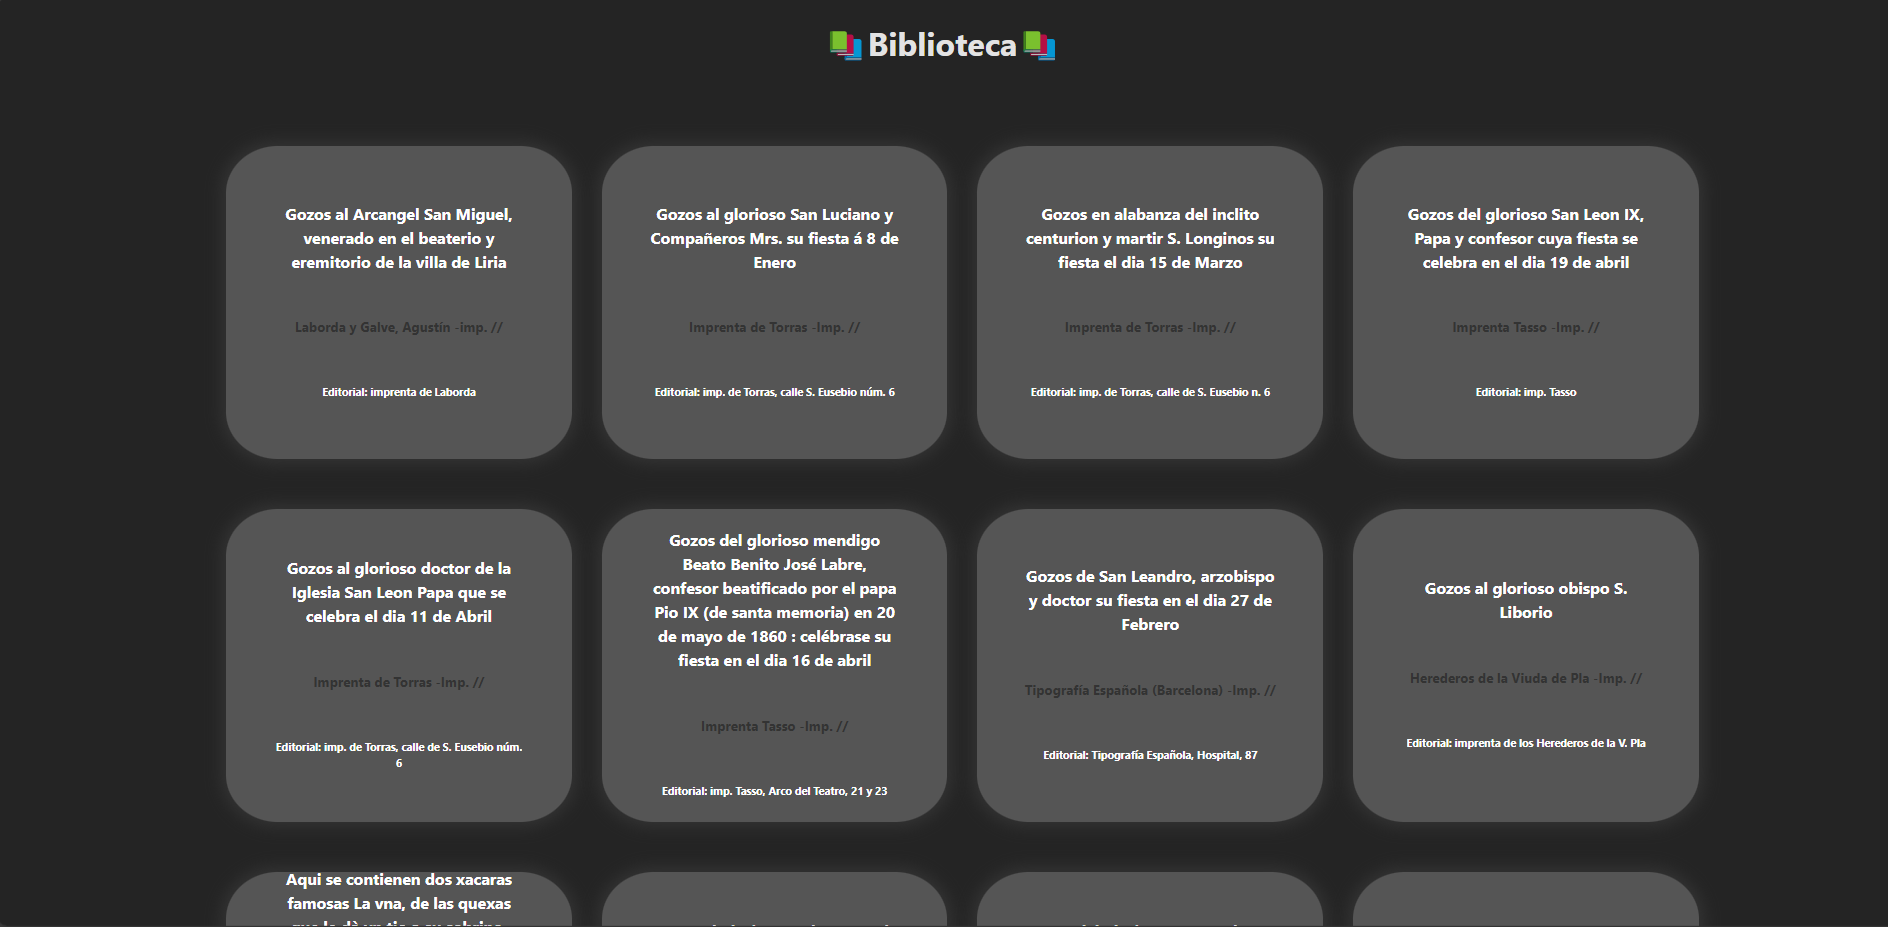 Biblioteca
Gozos al Arcangel San Miguel,
venerado en el beaterio y
eremitorio de la villa de Liria
Laborda y Galve, Agustín -imp. //
Editorial: imprenta de Laborda
Gozos al glorioso San Luciano y
Compañeros Mrs. su fiesta á 8 de
Enero
Imprenta de Torras -Imp. //
Editorial: imp. de Torras, calle S. Eusebio núm. 6
Gozos en alabanza del inclito
centurion y martir S. Longinos su
fiesta el dia 15 de Marzo
Imprenta de Torras -Imp. //
Editorial: imp. de Torras, calle de S. Eusebio n. 6
Gozos del glorioso San Leon IX,
Papa y confesor cuya fiesta se
celebra en el dia 19 de abril
Imprenta Tasso -Imp. //
Editorial: imp. Tasso
Gozos al glorioso doctor de la
Iglesia San Leon Papa que se
celebra el dia 11 de Abril
Imprenta de Torras -Imp. //
Editorial: imp. de Torras, calle de S. Eusebio núm.
6
Gozos del glorioso mendigo
Beato Benito José Labre,
confesor beatificado por el papa
Pio IX (de santa memoria) en 20
de mayo de 1860 : celébrase su
fiesta en el dia 16 de abril
Imprenta Tasso -Imp. //
Editorial: imp. Tasso, Arco del Teatro, 21 y 23
Gozos de San Leandro, arzobispo
y doctor su fiesta en el dia 27 de
Febrero
Tipografía Española (Barcelona) -Imp. //
Editorial: Tipografía Española, Hospital, 87
Gozos al glorioso obispo S.
Liborio
Herederos de la Viuda de Pla -Imp. //
Editorial: imprenta de los Herederos de la V. Pla
Aqui se contienen dos xacaras
famosas La vna, de las quexas